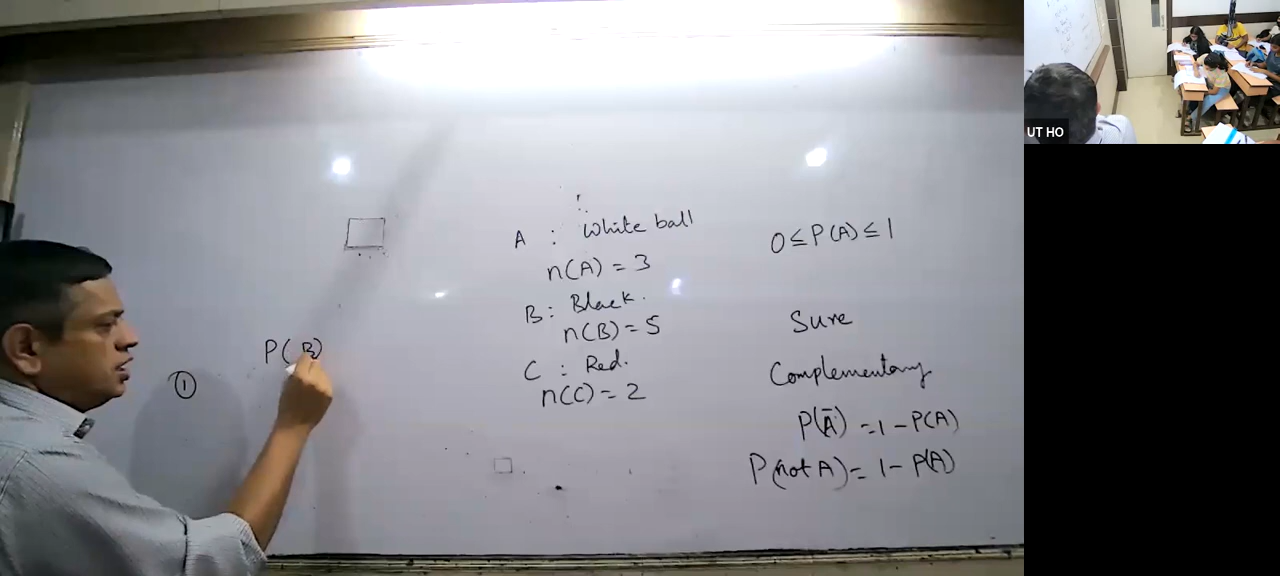 P(B)
①
A : White ball
n(A) = 3
B : Black.
n(B) = 5
C : Red.
n(C) = 2
0 ≤ P(A) ≤ 1
Sure
Complementary
P(Ā) = 1 - P(A)
P(not A) = 1 - P(A)
UT HO